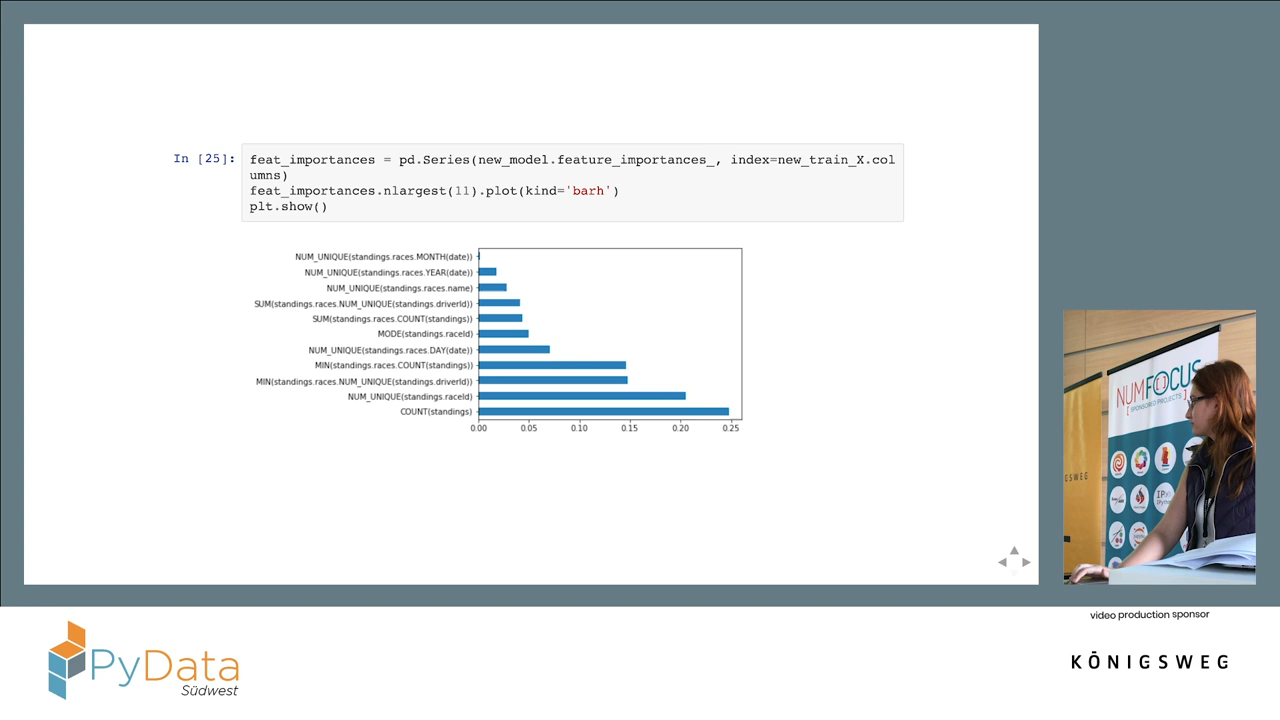 In [25]:
feat_importances = pd.Series(new_model.feature_importances_, index=new_train_X.col
umns)
feat_importances.nlargest(11).plot(kind='barh')
plt.show()
NUM_UNIQUE(standings.races.MONTH(date))
NUM_UNIQUE(standings.races.YEAR(date))
NUM_UNIQUE(standings.races.name)
SUM(standings.races.NUM_UNIQUE(standings.driverId))
SUM(standings.races.COUNT(standings))
MODE(standings.raceId)
NUM_UNIQUE(standings.races.DAY(date))
MIN(standings.races.COUNT(standings))
MIN(standings.races.NUM_UNIQUE(standings.driverId))
NUM_UNIQUE(standings.raceId)
COUNT(standings)
0.00 0.05 0.10 0.15 0.20 0.25
NUMFOCUS
[ SPONSORED PROJECTS ]
GSWEG
video production sponsor
KÖNIGSWEG
PyData
Südwest